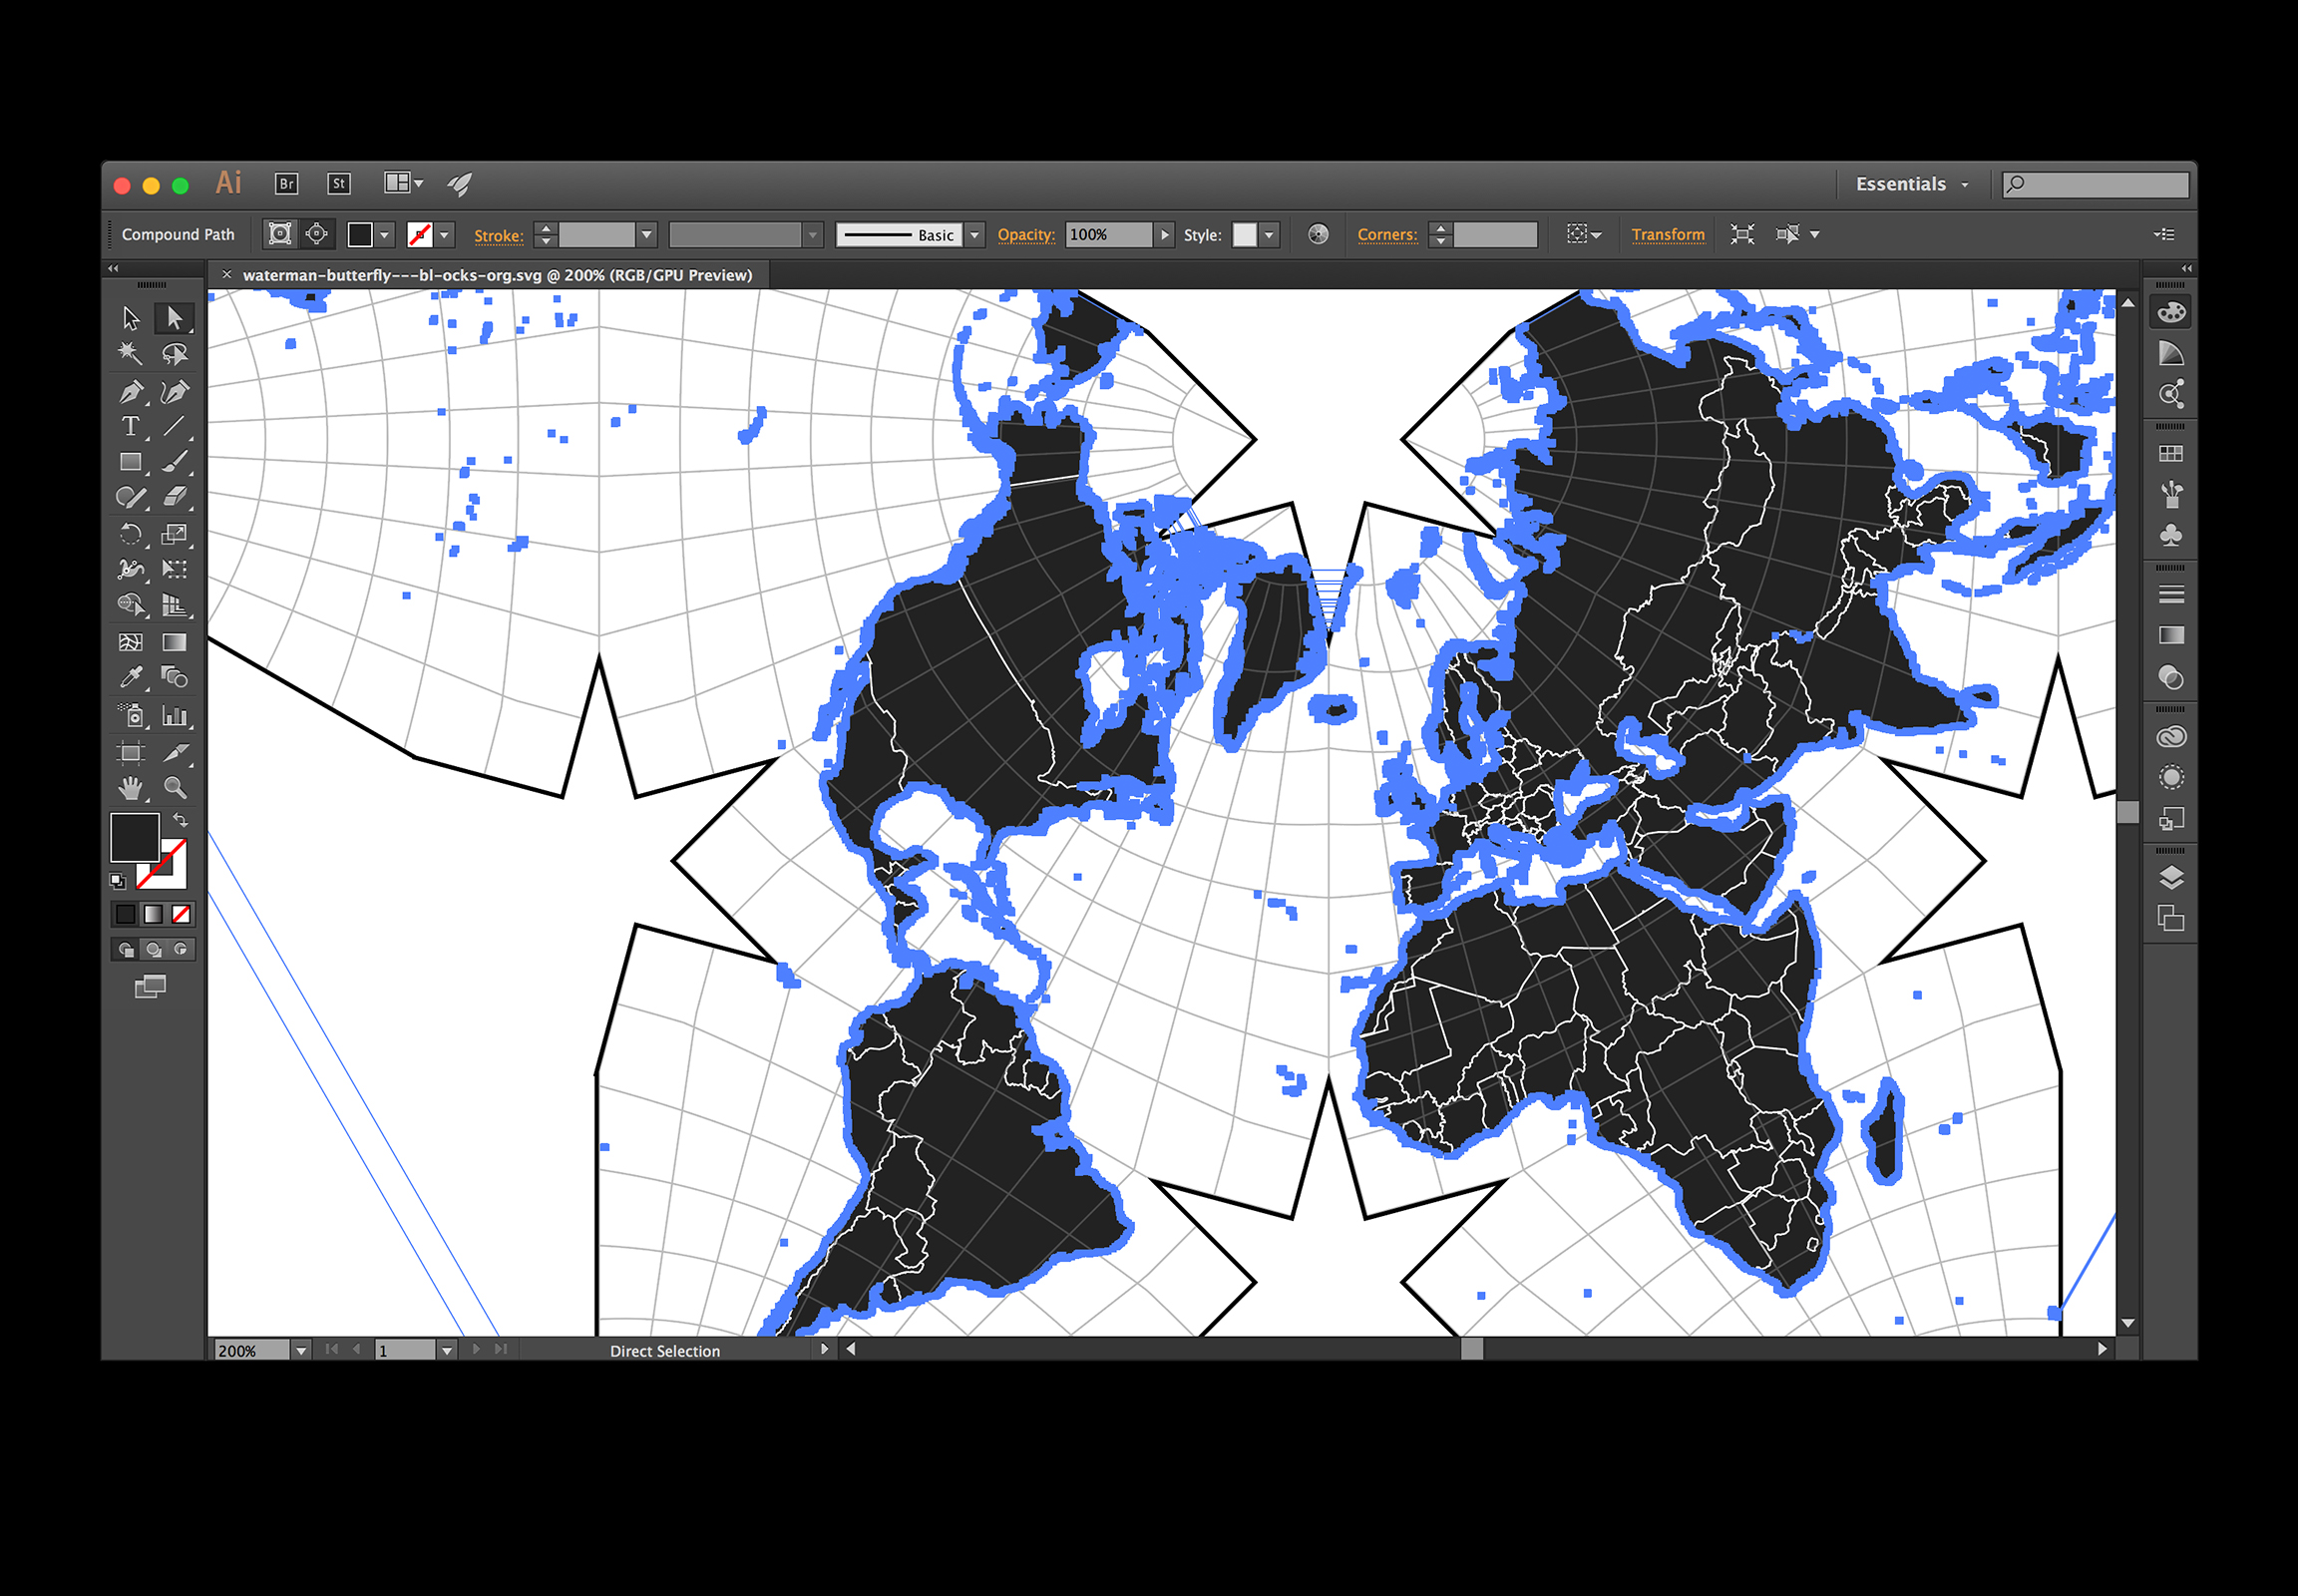 Ai Br St Essentials
Compound Path Stroke: Basic Opacity: 100% Style: Corners: Transform
× waterman-butterfly---bl-ocks-org.svg @ 200% (RGB/GPU Preview)
T
200% 1 Direct Selection